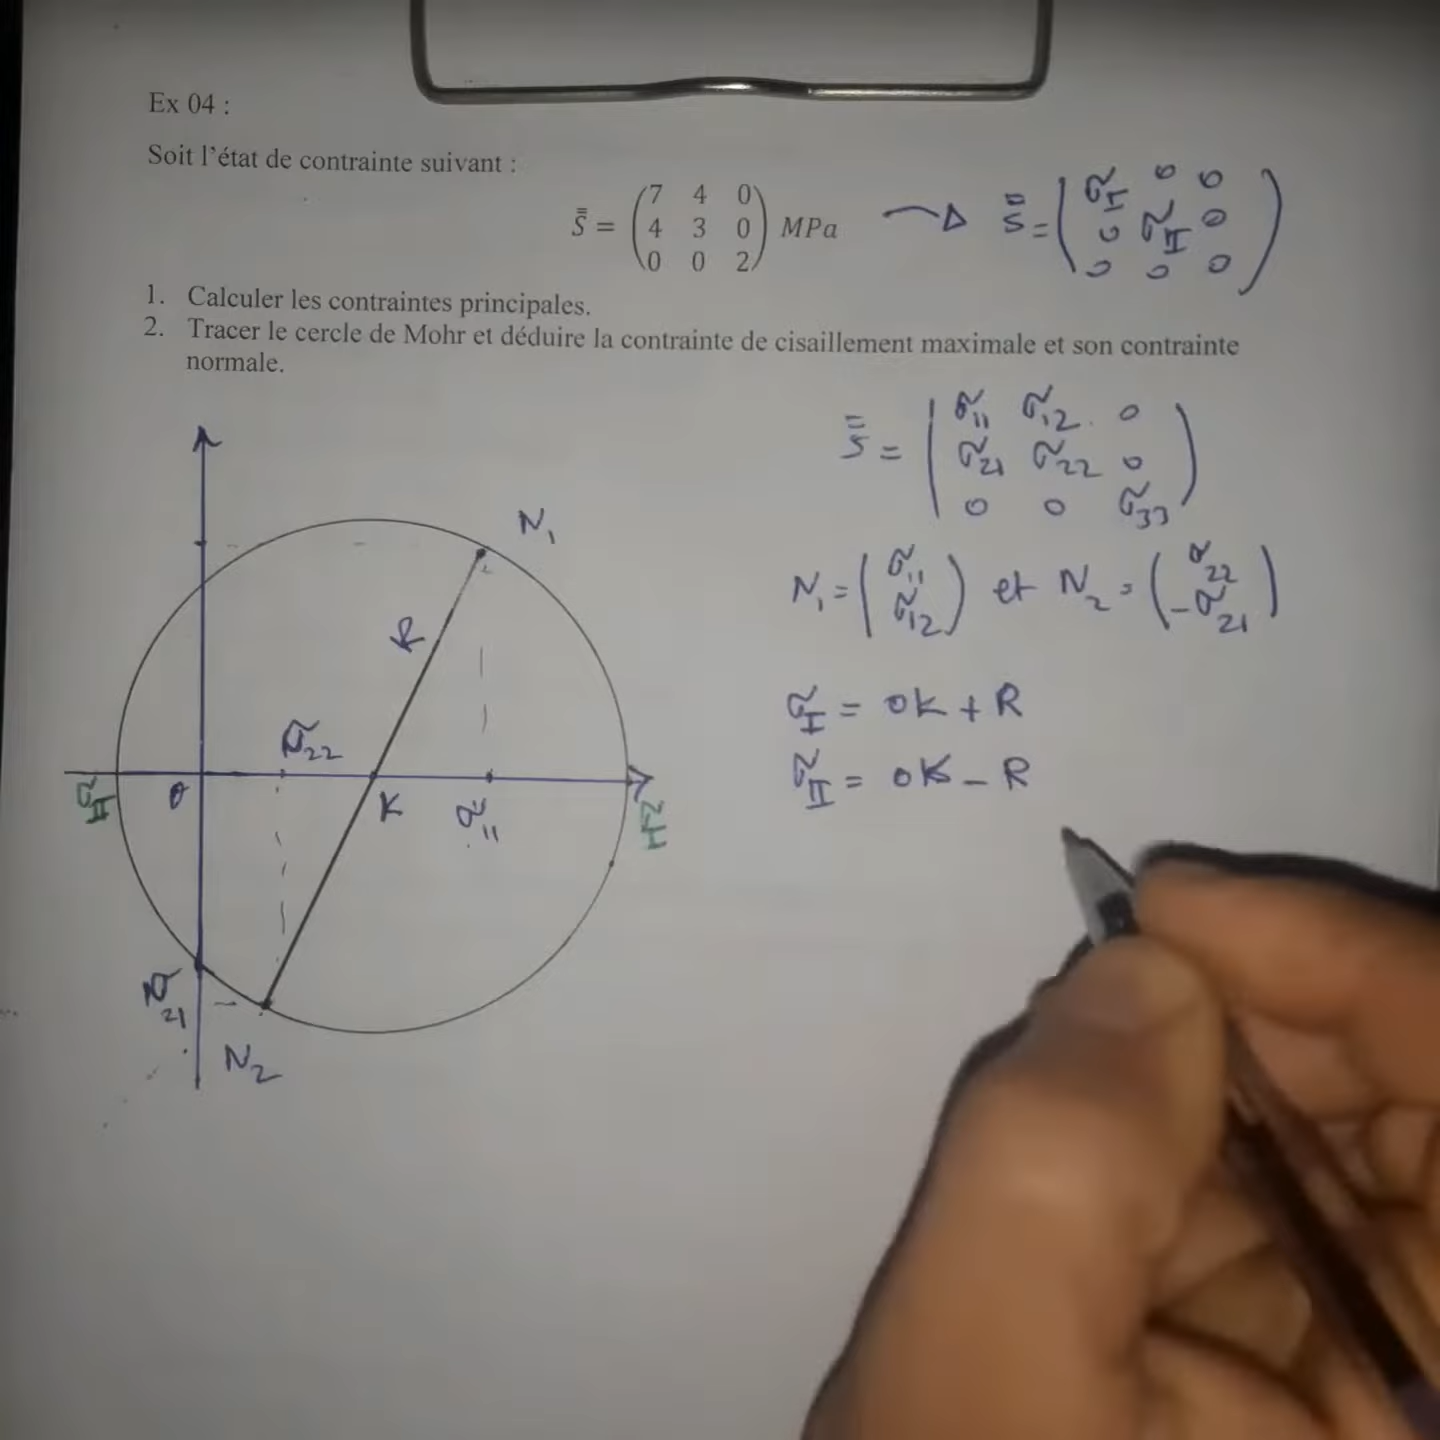 Ex 04 :
Soit l'état de contrainte suivant :
S̿ = (7 4 0
4 3 0
0 0 2) MPa → S̿ = (σI 0 0
0 σII 0
0 0 0)
1. Calculer les contraintes principales.
2. Tracer le cercle de Mohr et déduire la contrainte de cisaillement maximale et son contrainte
normale.
S̿ = (σ11 σ12 0
σ21 σ22 0
0 0 σ33)
N1 = (σ11
σ12) et N2 = (σ22
-σ21)
σI = OK + R
σII = OK - R
N1
R
σ22
σII
O
K
σ11
σ21
N2